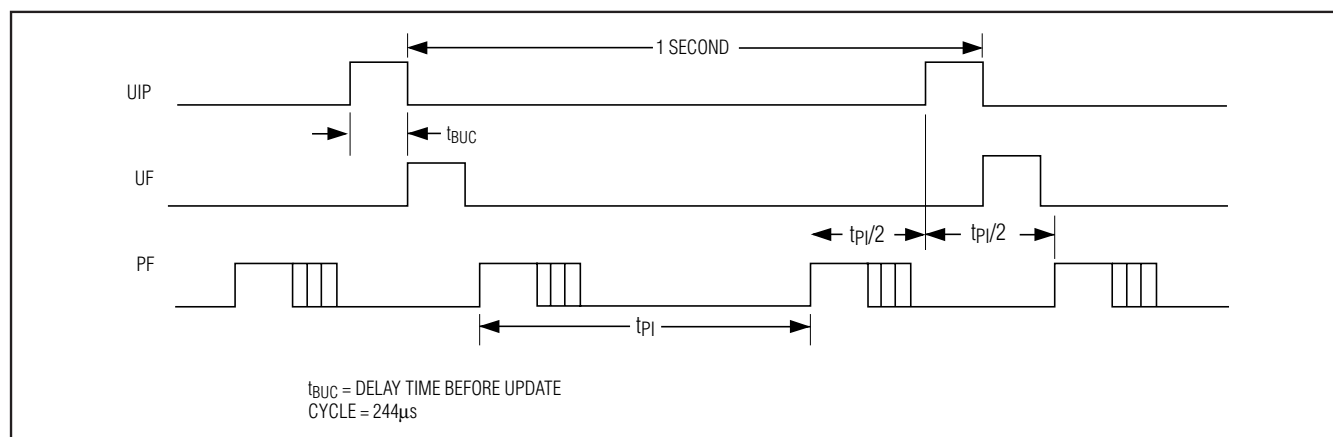 1 SECOND
UIP
tBUC
UF
tPI/2 tPI/2
PF
tPI
tBUC = DELAY TIME BEFORE UPDATE
CYCLE = 244µs